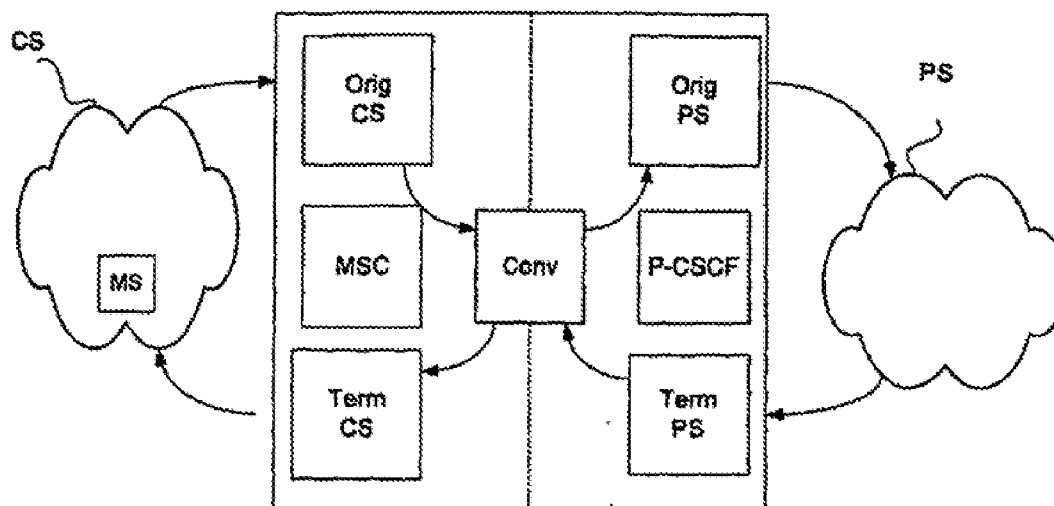 CS
Orig
CS
Orig
PS
PS
MS
MSC
Conv
P-CSCF
Term
CS
Term
PS